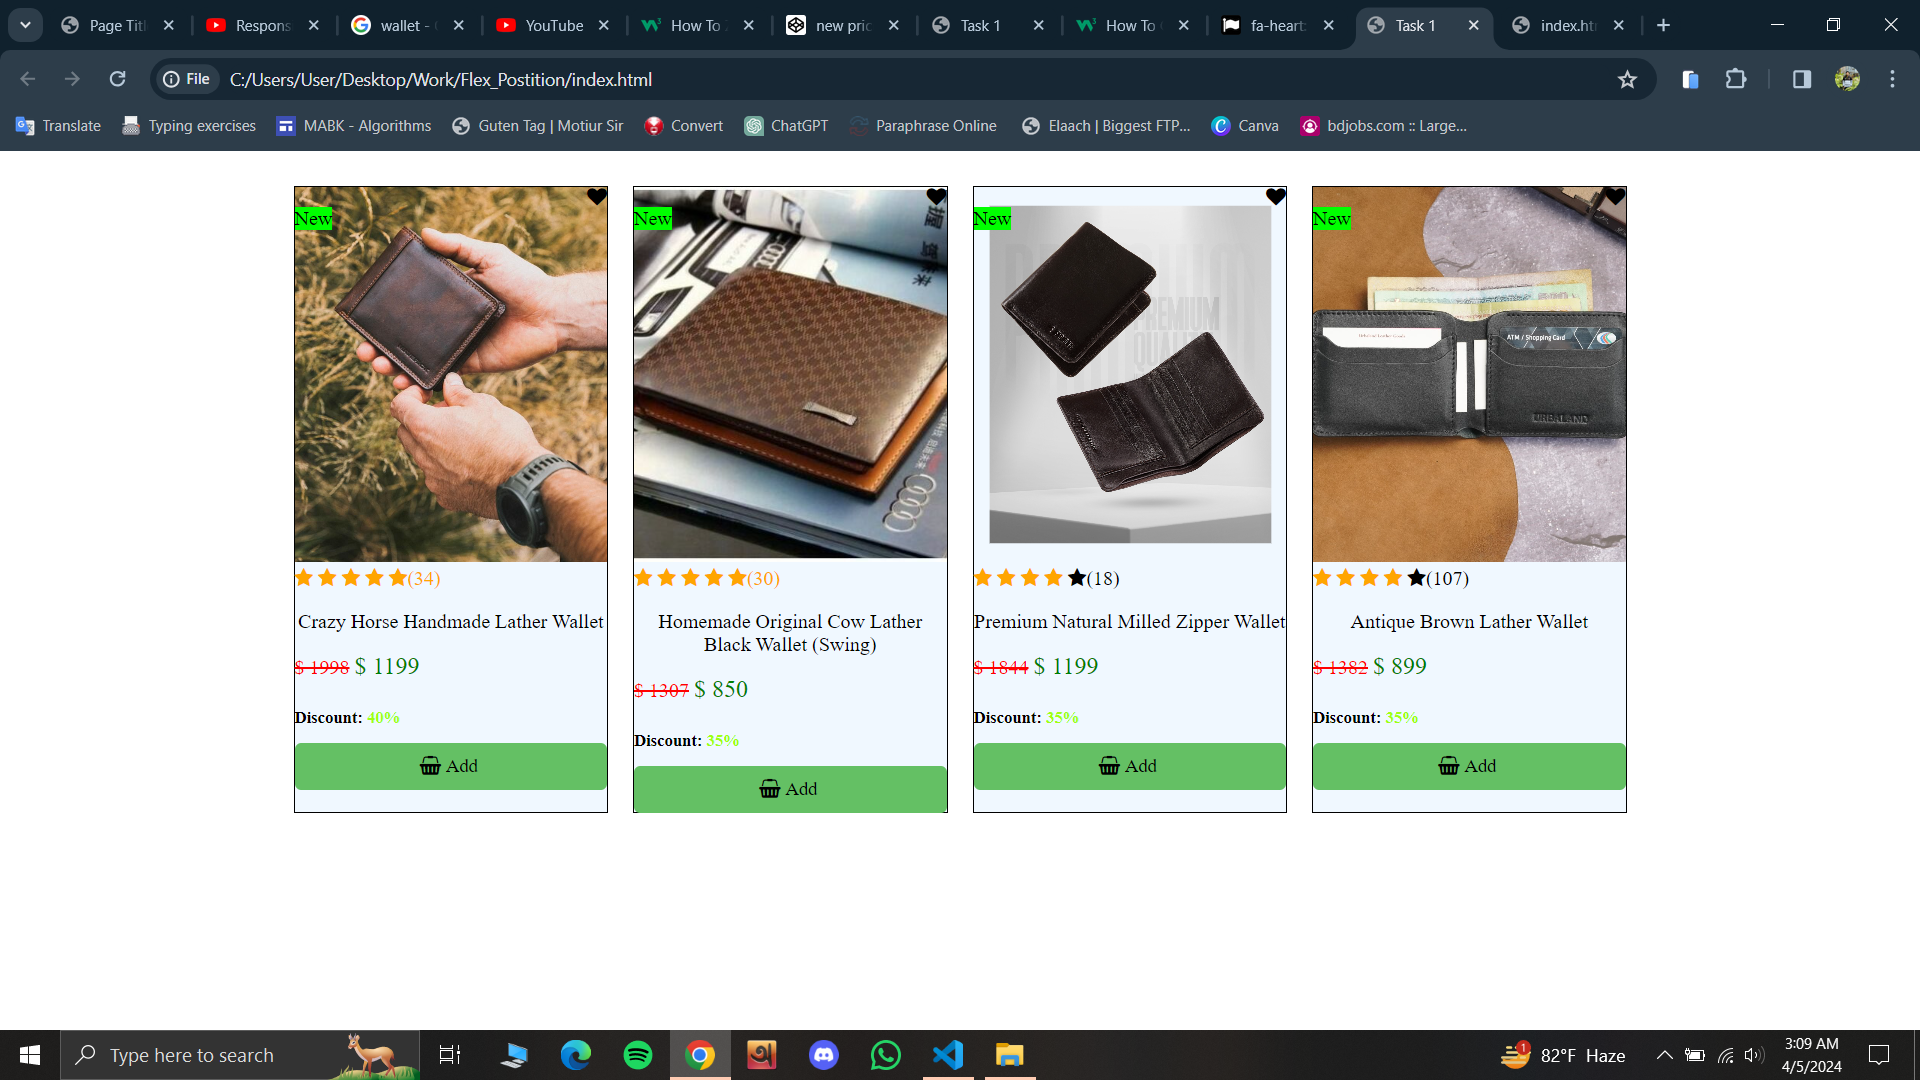 Page Titl
Respons
wallet - G
YouTube
How To
new pric
Task 1
How To
fa-heart:
Task 1
index.ht
File
C:/Users/User/Desktop/Work/Flex_Postition/index.html
Translate
Typing exercises
MABK - Algorithms
Guten Tag | Motiur Sir
Convert
ChatGPT
Paraphrase Online
Elaach | Biggest FTP...
Canva
bdjobs.com :: Large...
New
New
New
New
PREMIUM
ATM / Shopping Card
URBALAND
(34)
(30)
(18)
(107)
Crazy Horse Handmade Lather Wallet
Homemade Original Cow Lather
Black Wallet (Swing)
Premium Natural Milled Zipper Wallet
Antique Brown Lather Wallet
$ 1998 $ 1199
$ 1307 $ 850
$ 1844 $ 1199
$ 1382 $ 899
Discount: 40%
Discount: 35%
Discount: 35%
Discount: 35%
Add
Add
Add
Add
Type here to search
1
82°F Haze
3:09 AM
4/5/2024